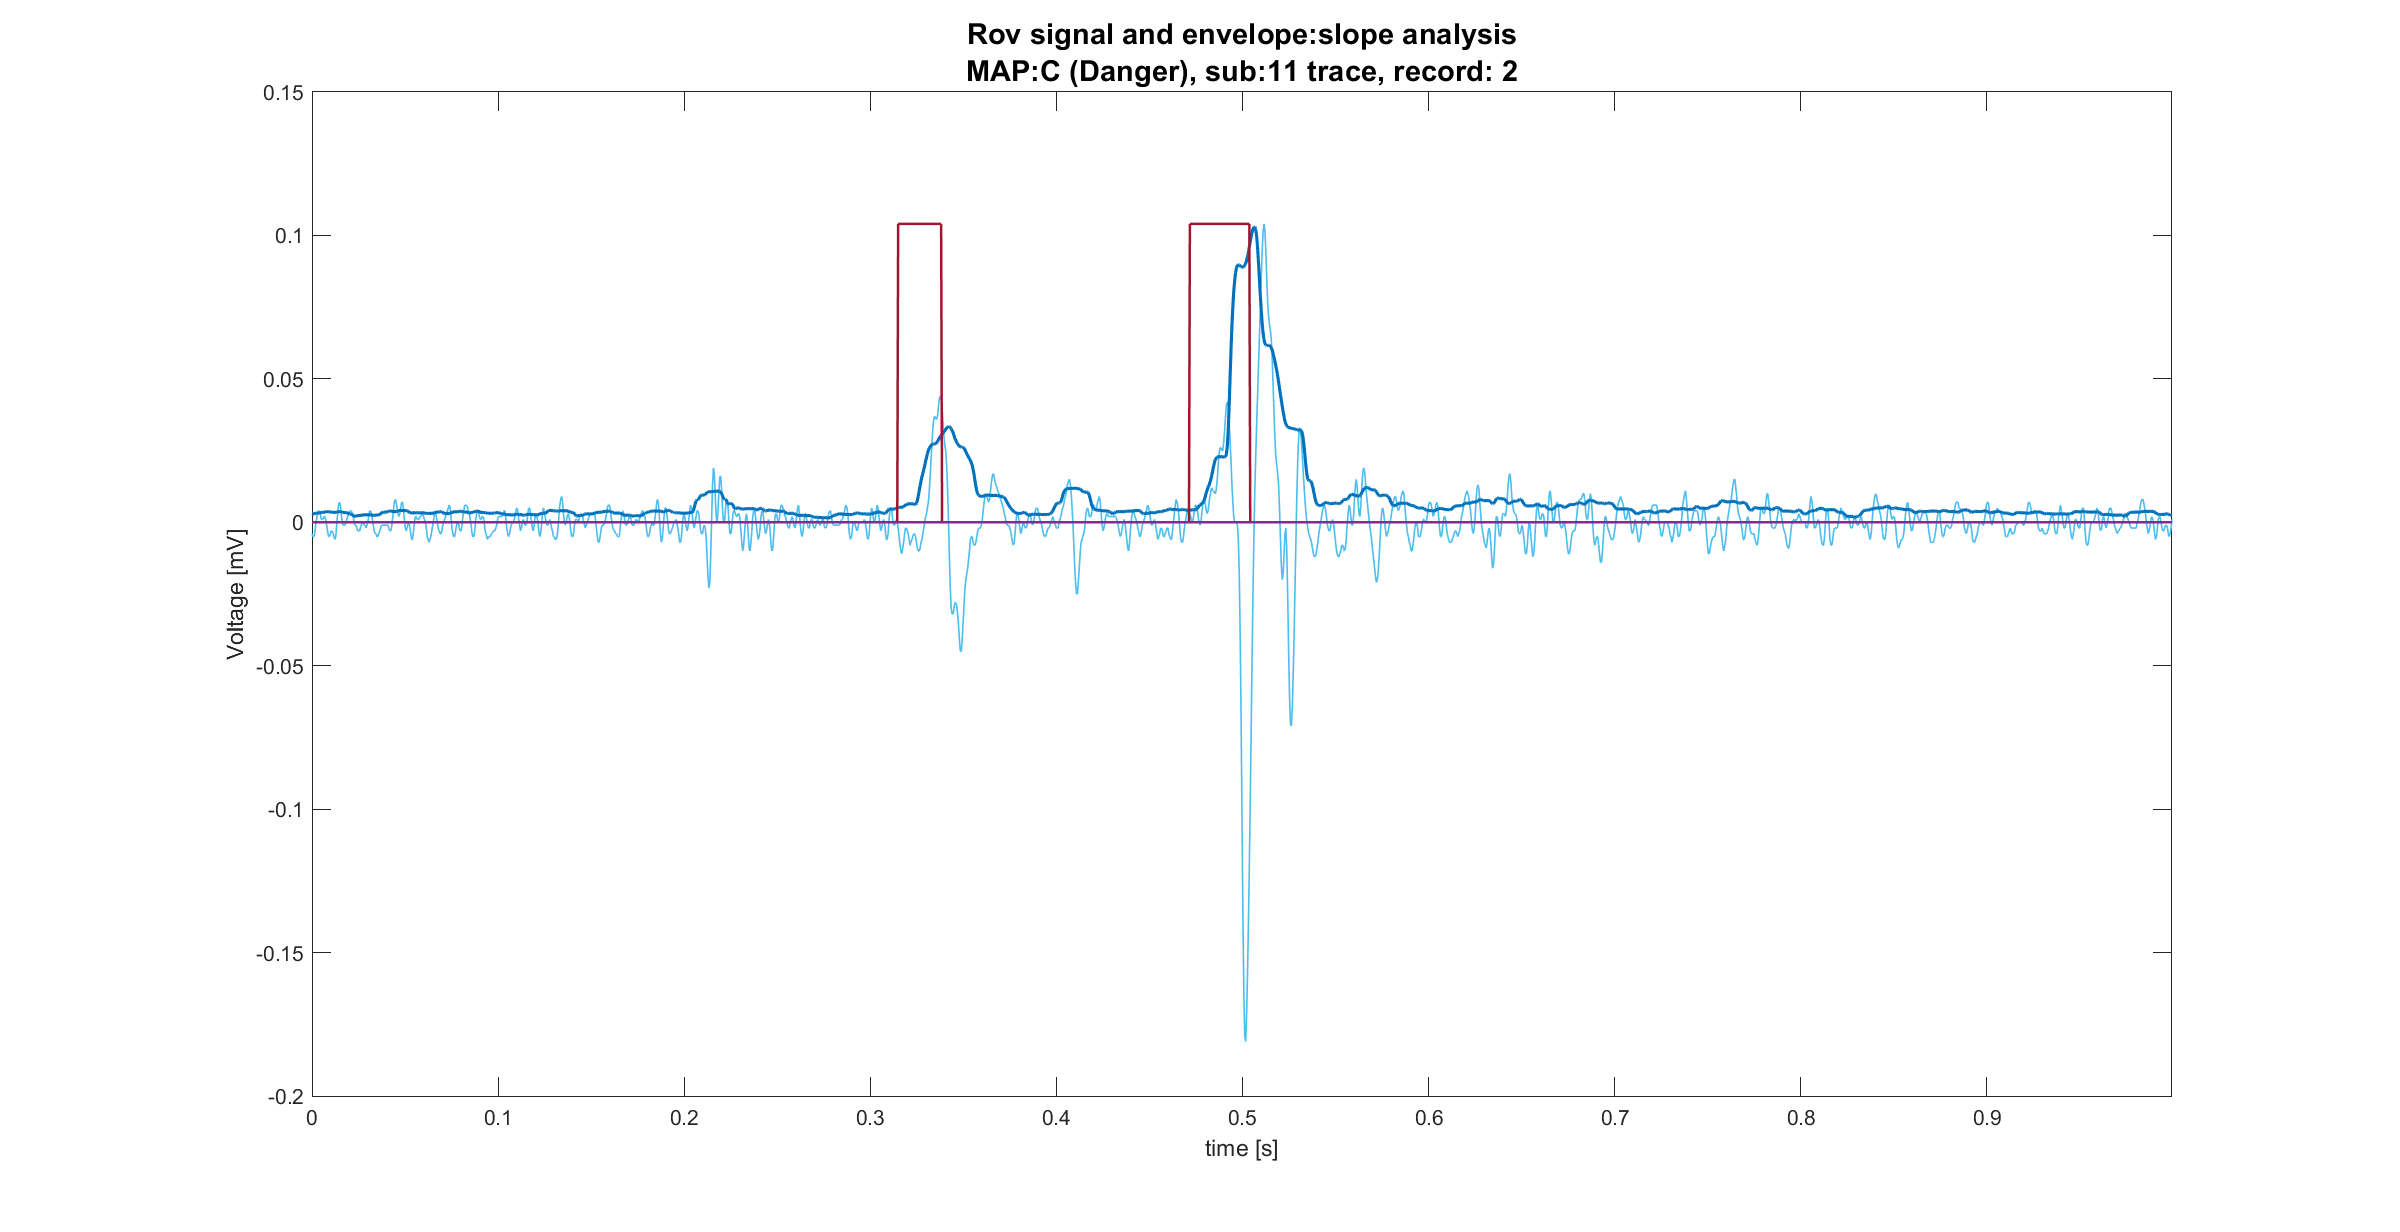 Rov signal and envelope:slope analysis
MAP:C (Danger), sub:11 trace, record: 2
0.15
0.1
0.05
0
-0.05
-0.1
-0.15
-0.2
Voltage [mV]
0 0.1 0.2 0.3 0.4 0.5 0.6 0.7 0.8 0.9
time [s]